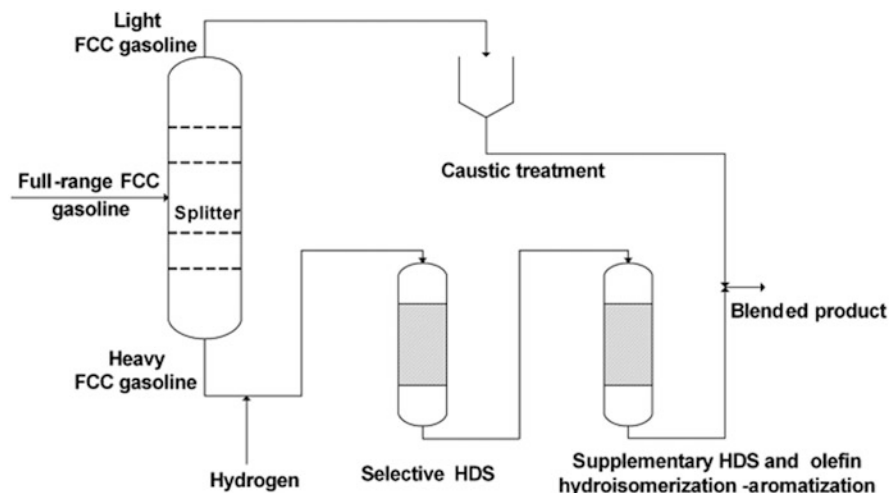 Light
FCC gasoline
Full-range FCC
gasoline
Splitter
Caustic treatment
Blended product
Heavy
FCC gasoline
Hydrogen
Selective HDS
Supplementary HDS and olefin
hydroisomerization -aromatization